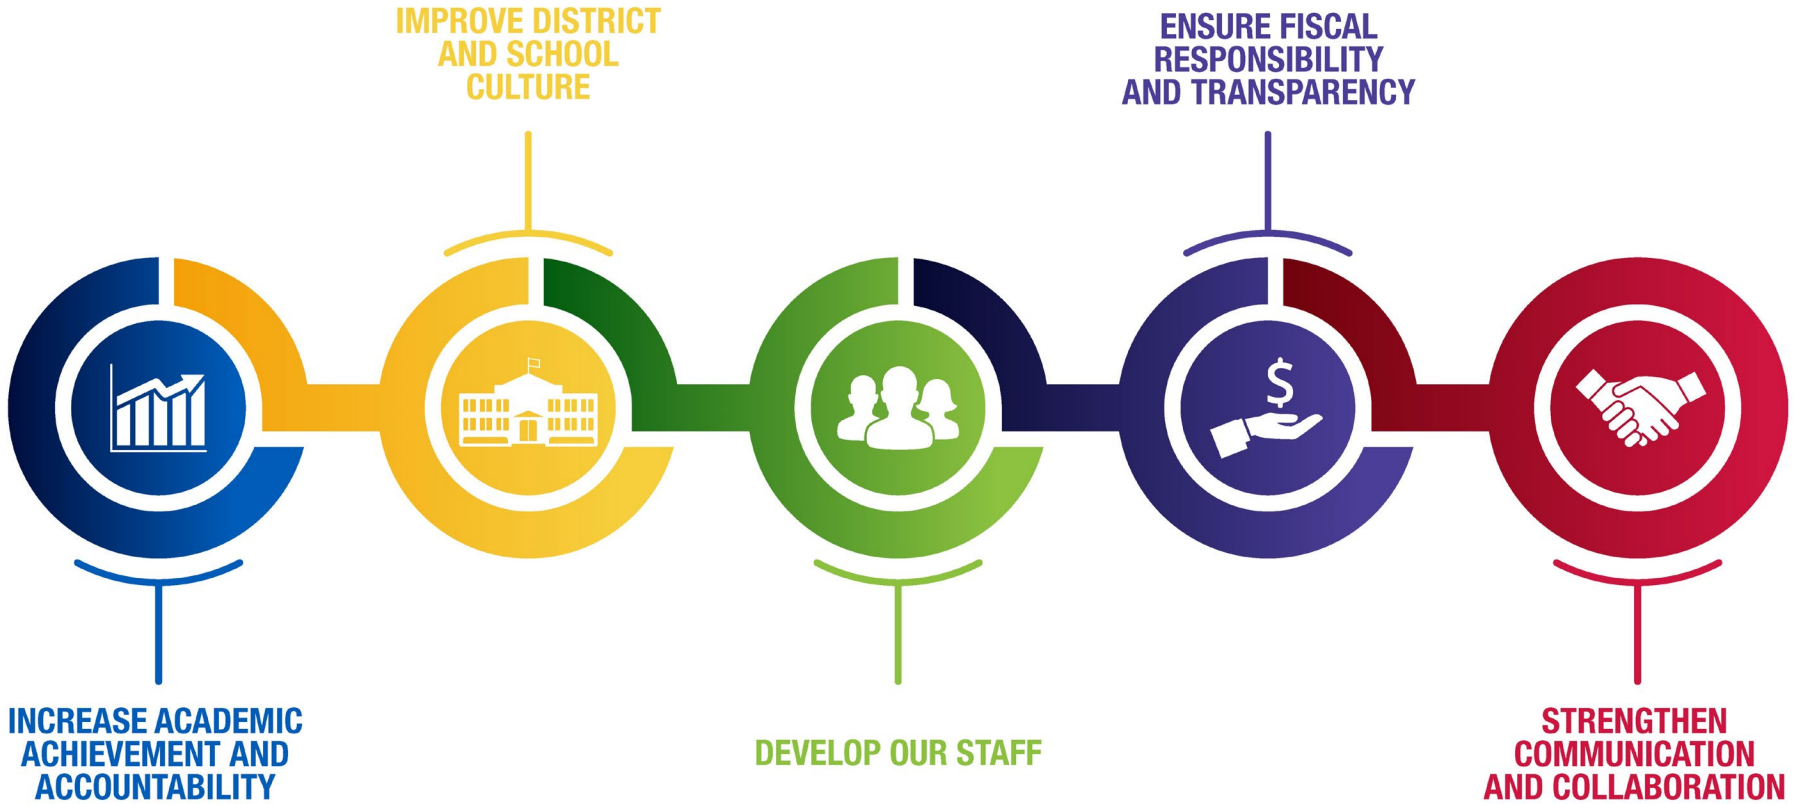 IMPROVE DISTRICT
AND SCHOOL
CULTURE
ENSURE FISCAL
RESPONSIBILITY
AND TRANSPARENCY
$
INCREASE ACADEMIC
ACHIEVEMENT AND
ACCOUNTABILITY
DEVELOP OUR STAFF
STRENGTHEN
COMMUNICATION
AND COLLABORATION